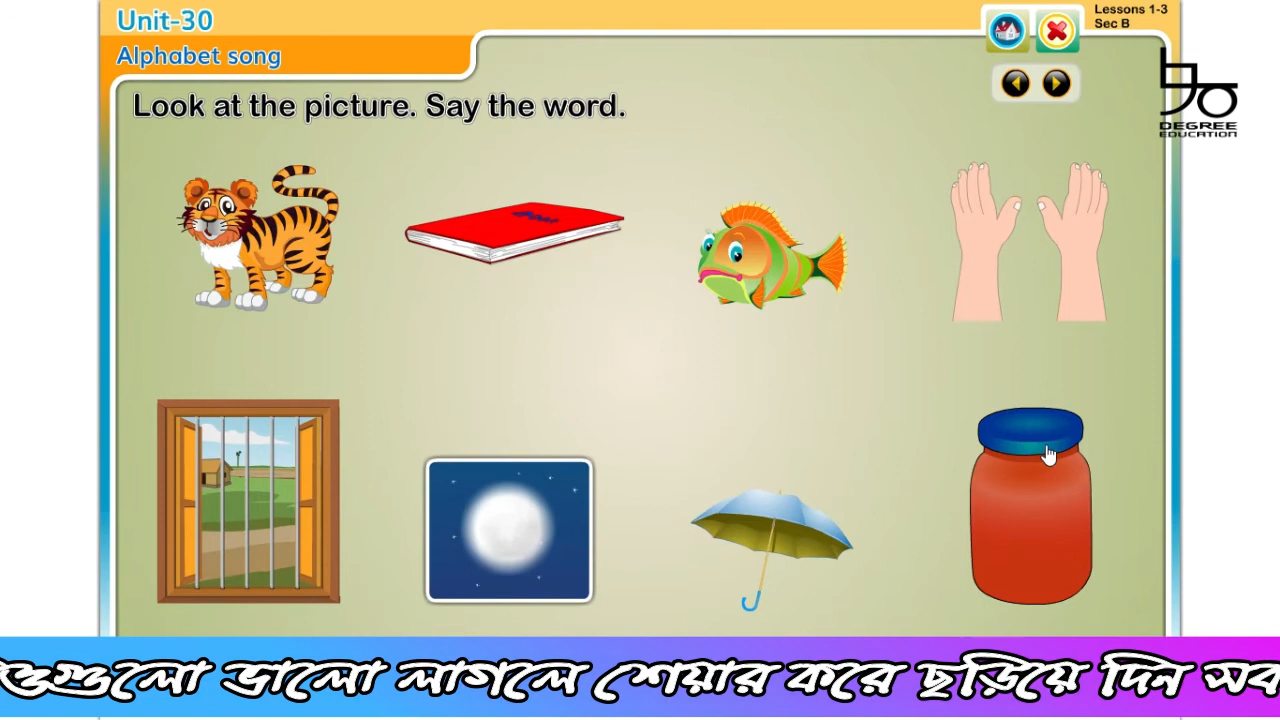 Unit-30
Alphabet song
Lessons 1-3
Sec B
Look at the picture. Say the word.
DEGREE
EDUCATION
ভালো লাগলে শেয়ার করে ছড়িয়ে দিন